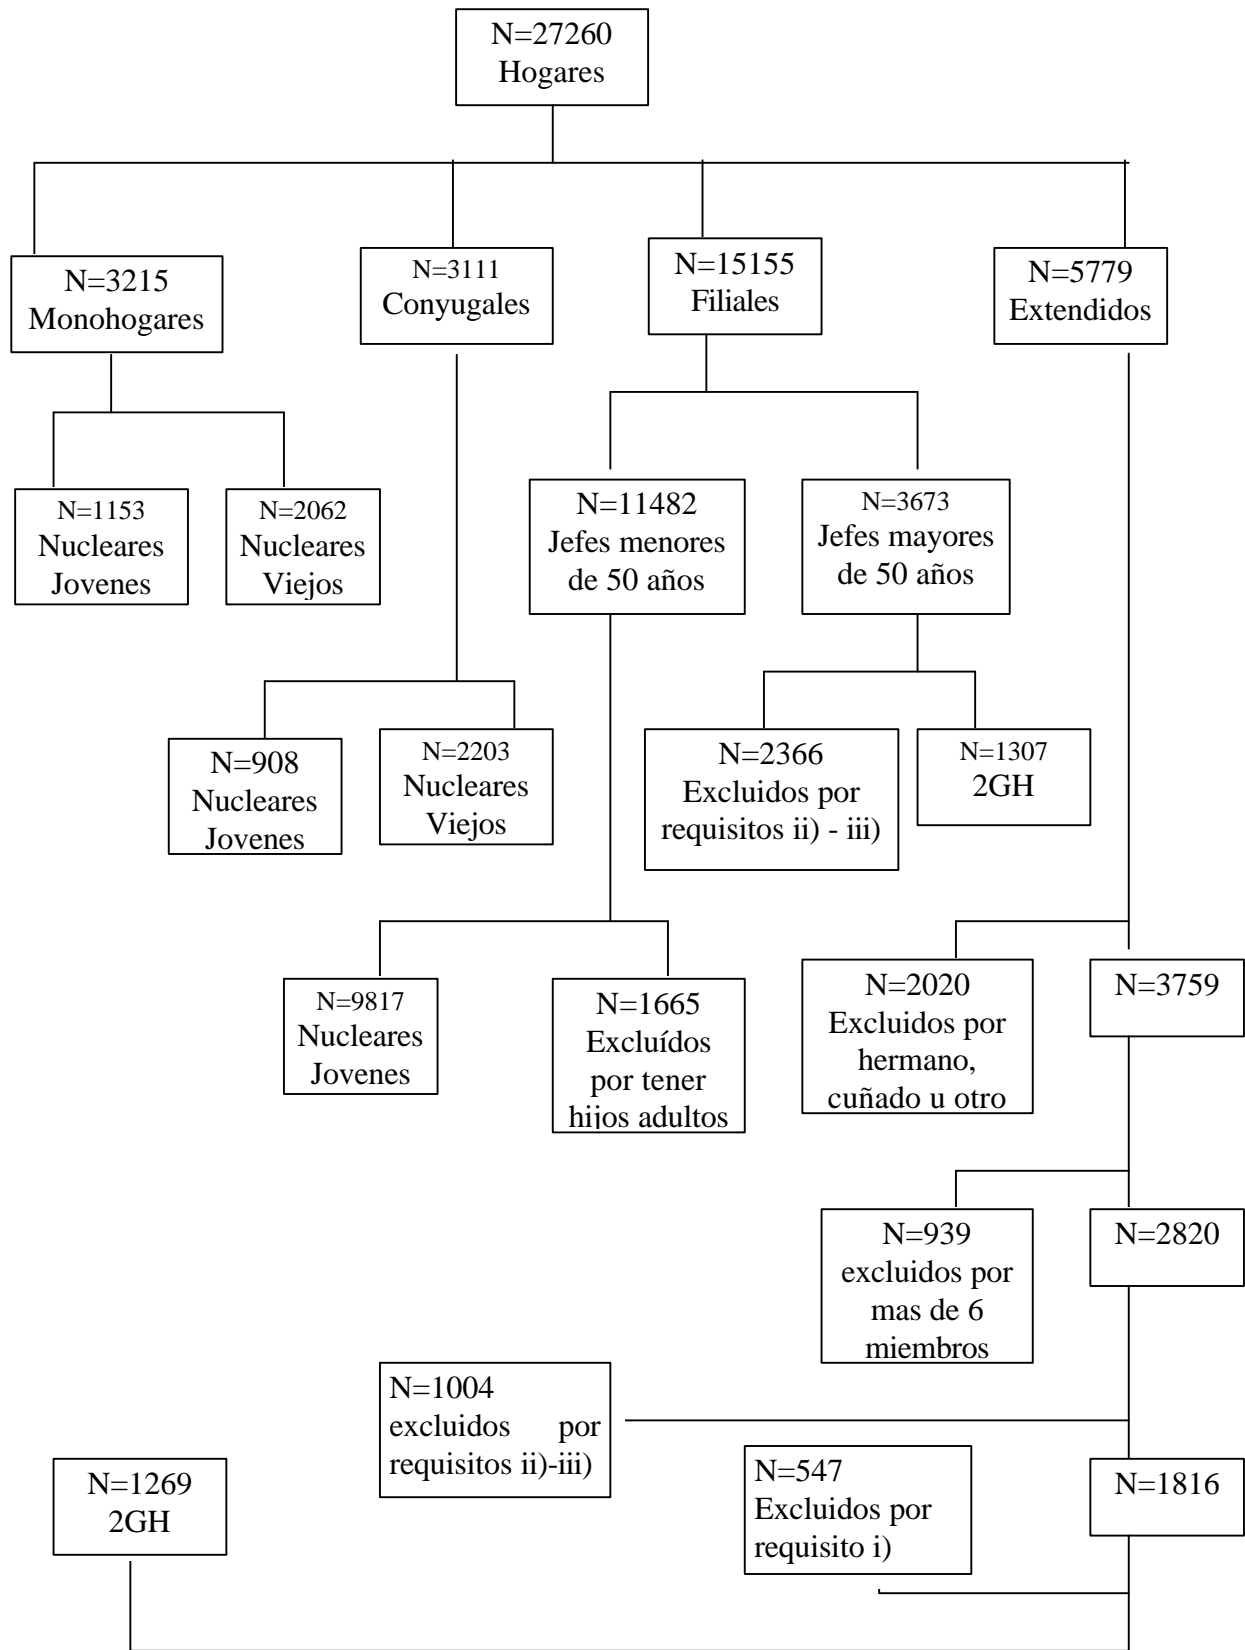 N=27260
Hogares
N=3215
Monohogares
N=3111
Conyugales
N=15155
Filiales
N=5779
Extendidos
N=1153
Nucleares
Jovenes
N=2062
Nucleares
Viejos
N=11482
Jefes menores
de 50 años
N=3673
Jefes mayores
de 50 años
N=908
Nucleares
Jovenes
N=2203
Nucleares
Viejos
N=2366
Excluidos por
requisitos ii) - iii)
N=1307
2GH
N=9817
Nucleares
Jovenes
N=1665
Excluídos
por tener
hijos adultos
N=2020
Excluidos por
hermano,
cuñado u otro
N=3759
N=939
excluidos por
mas de 6
miembros
N=2820
N=1004
excluidos por
requisitos ii)-iii)
N=1269
2GH
N=547
Excluidos por
requisito i)
N=1816